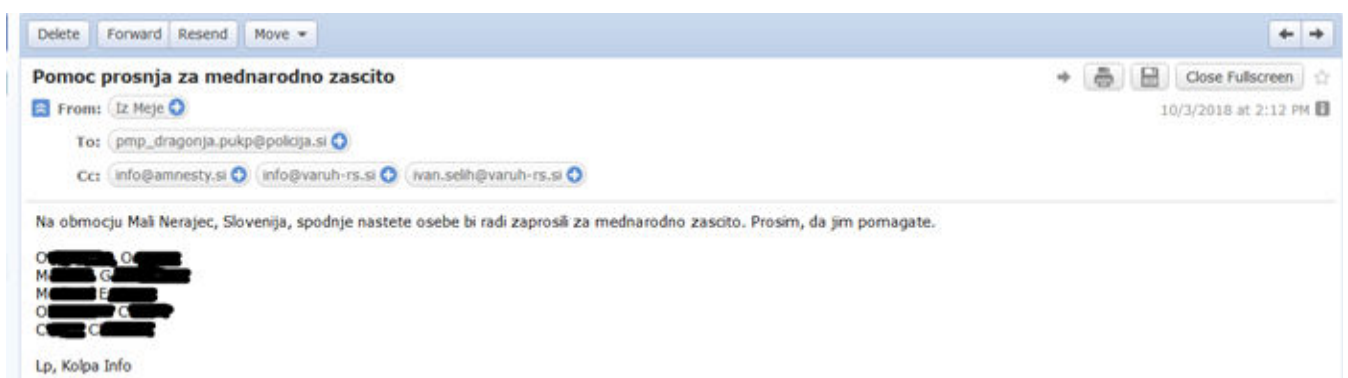 Delete Forward Resend Move
Pomoc prosnja za mednarodno zascito
Close Fullscreen
From: Iz Meje
10/3/2018 at 2:12 PM
To: pmp_dragonja.pukp@policija.si
Cc: info@amnesty.si info@varuh-rs.si ivan.selih@varuh-rs.si
Na obmocju Mali Nerajec, Slovenija, spodnje nastete osebe bi radi zaprosili za mednarodno zascito. Prosim, da jim pomagate.
O O
M G
M E
O C
C C
Lp, Kolpa Info